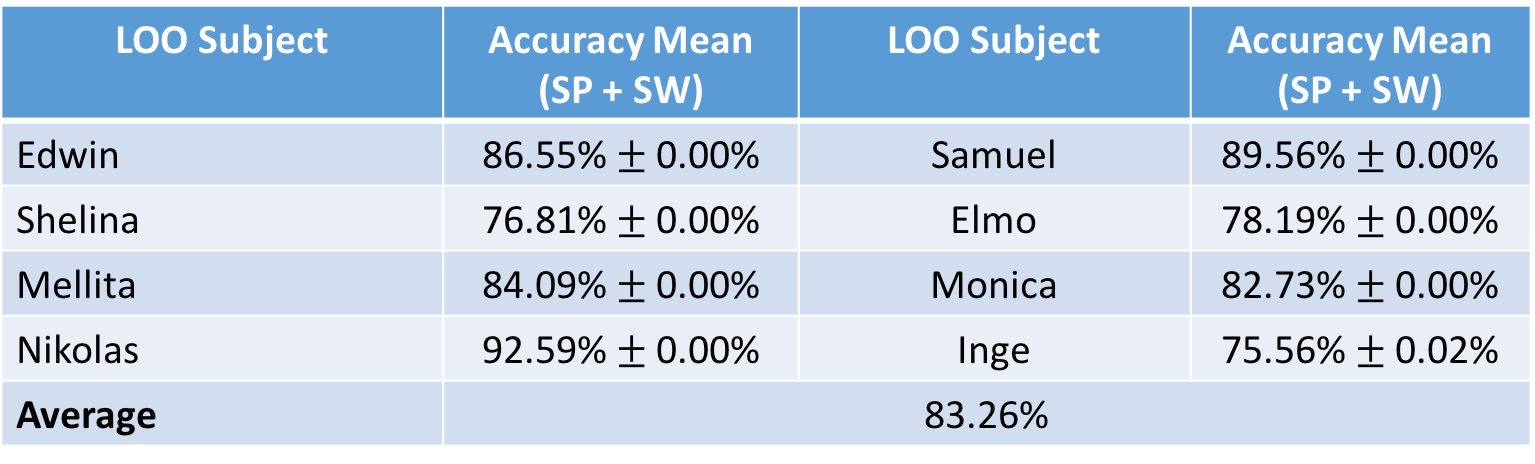 LOO Subject Accuracy Mean (SP + SW) LOO Subject Accuracy Mean (SP + SW)
Edwin 86.55% ± 0.00% Samuel 89.56% ± 0.00%
Shelina 76.81% ± 0.00% Elmo 78.19% ± 0.00%
Mellita 84.09% ± 0.00% Monica 82.73% ± 0.00%
Nikolas 92.59% ± 0.00% Inge 75.56% ± 0.02%
Average 83.26%